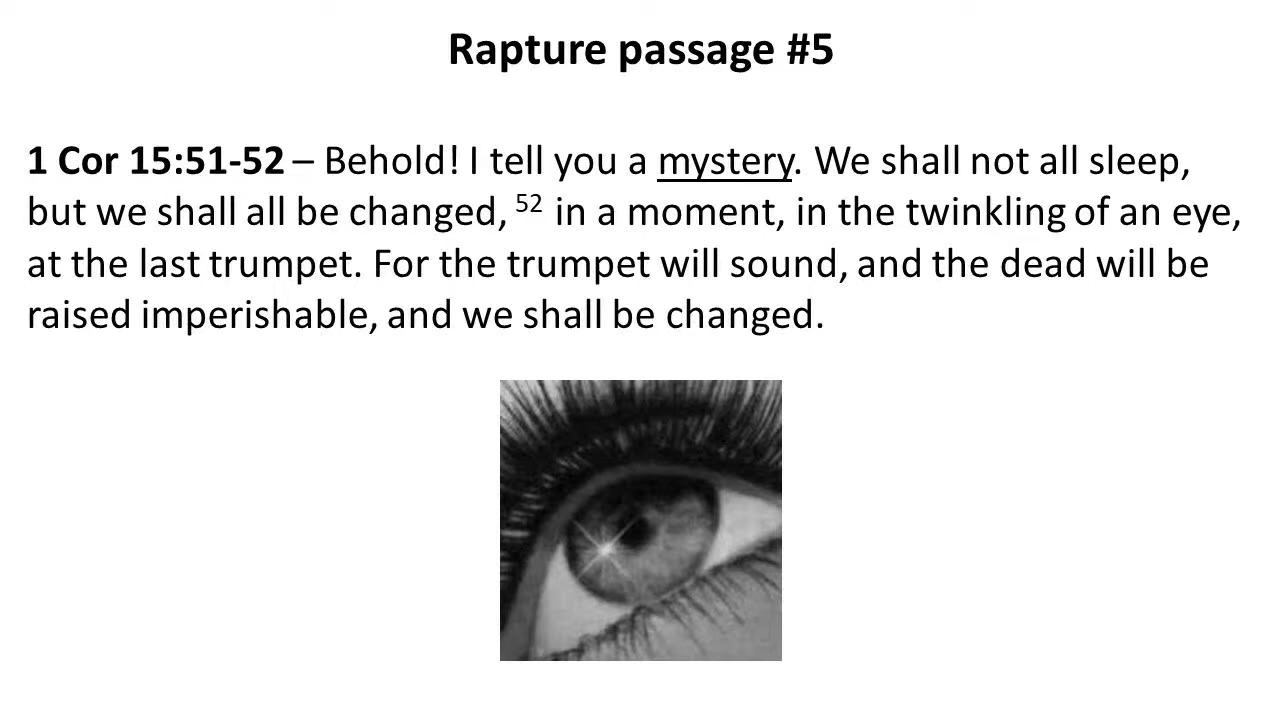 Rapture passage #5
1 Cor 15:51-52 – Behold! I tell you a mystery. We shall not all sleep,
but we shall all be changed, 52 in a moment, in the twinkling of an eye,
at the last trumpet. For the trumpet will sound, and the dead will be
raised imperishable, and we shall be changed.